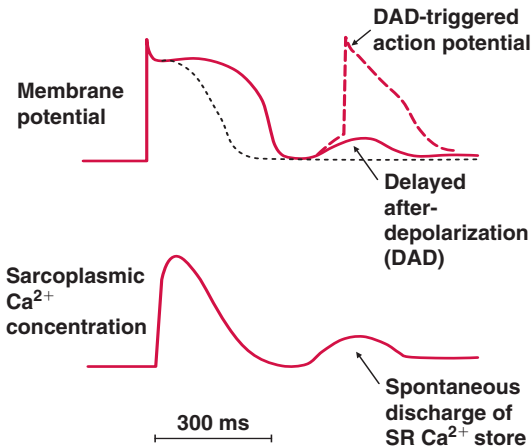 DAD-triggered
action potential
Membrane
potential
Delayed
after-
depolarization
(DAD)
Sarcoplasmic
Ca²⁺
concentration
Spontaneous
discharge of
SR Ca²⁺ store
300 ms